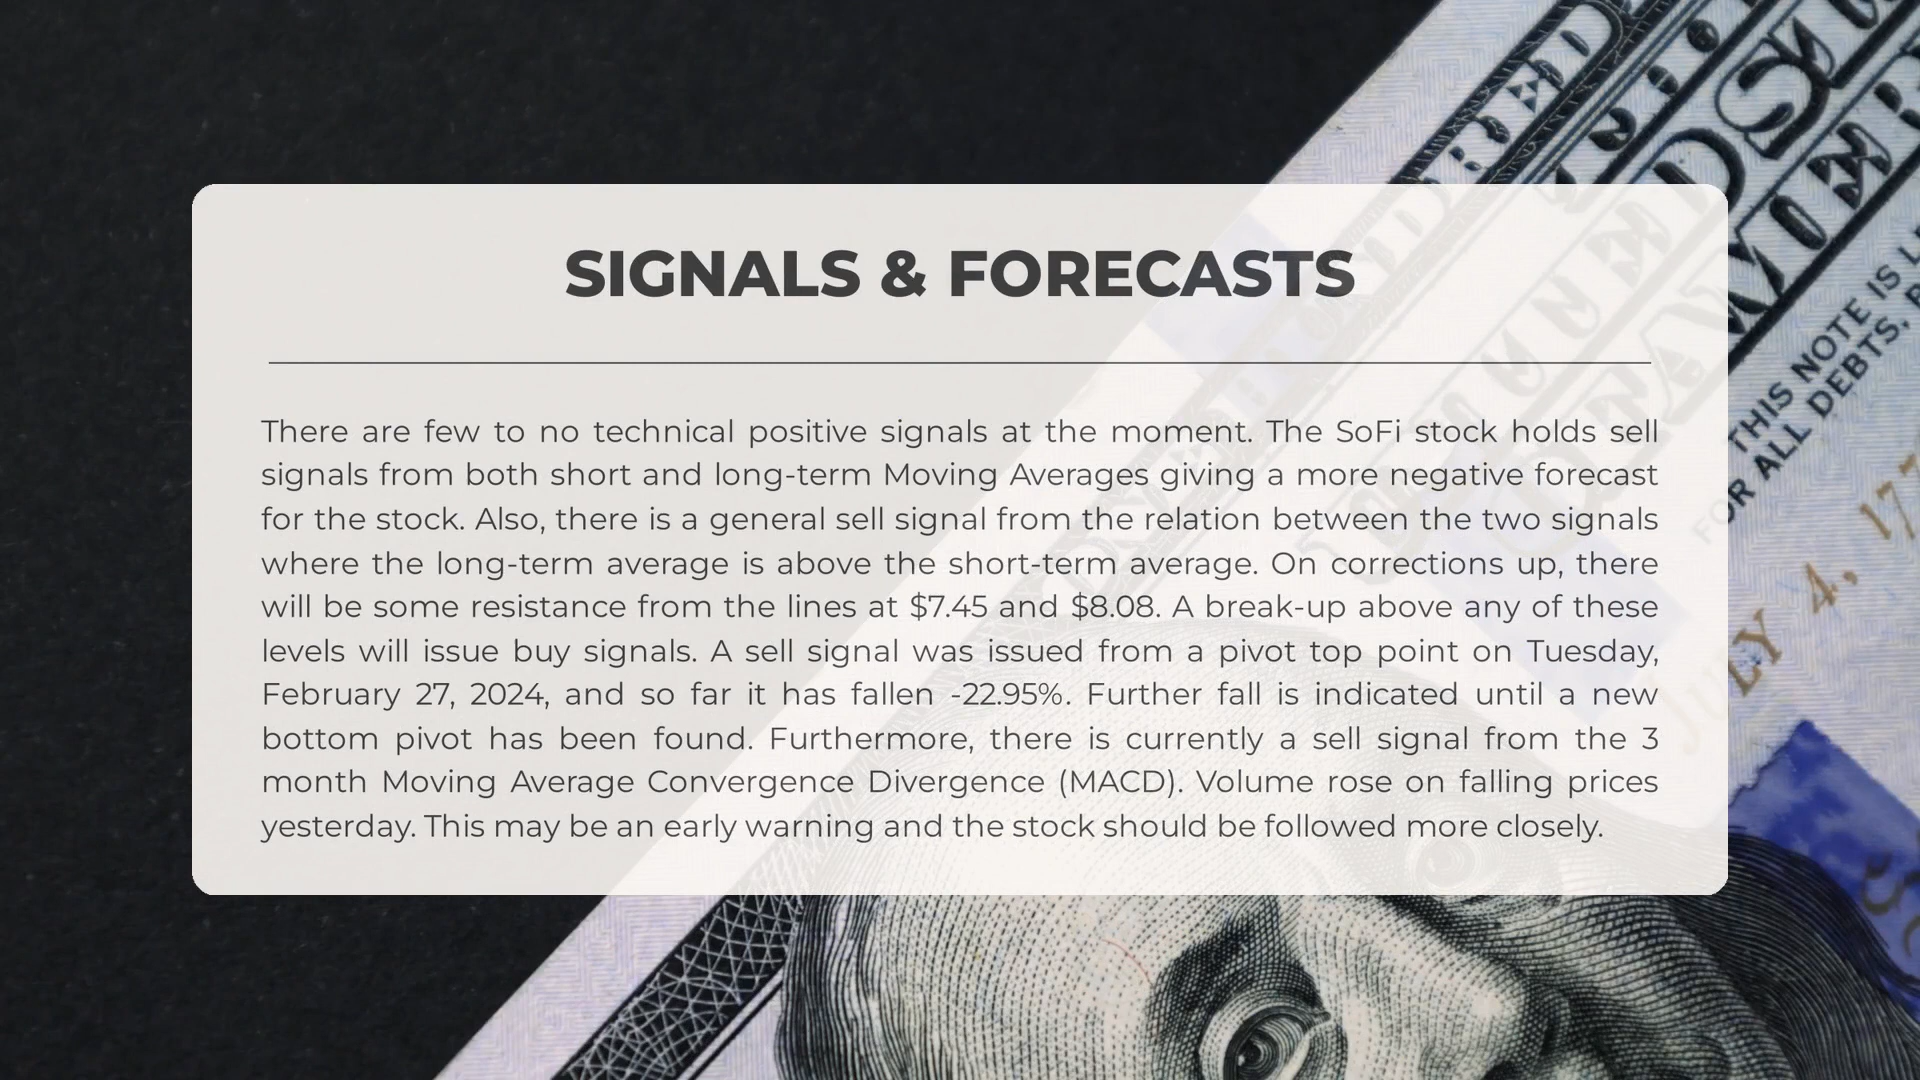 SIGNALS & FORECASTS
There are few to no technical positive signals at the moment. The SoFi stock holds sell
signals from both short and long-term Moving Averages giving a more negative forecast
for the stock. Also, there is a general sell signal from the relation between the two signals
where the long-term average is above the short-term average. On corrections up, there
will be some resistance from the lines at $7.45 and $8.08. A break-up above any of these
levels will issue buy signals. A sell signal was issued from a pivot top point on Tuesday,
February 27, 2024, and so far it has fallen -22.95%. Further fall is indicated until a new
bottom pivot has been found. Furthermore, there is currently a sell signal from the 3
month Moving Average Convergence Divergence (MACD). Volume rose on falling prices
yesterday. This may be an early warning and the stock should be followed more closely.
THIS NOTE IS
FOR ALL DEBTS,
JULY 4, 177